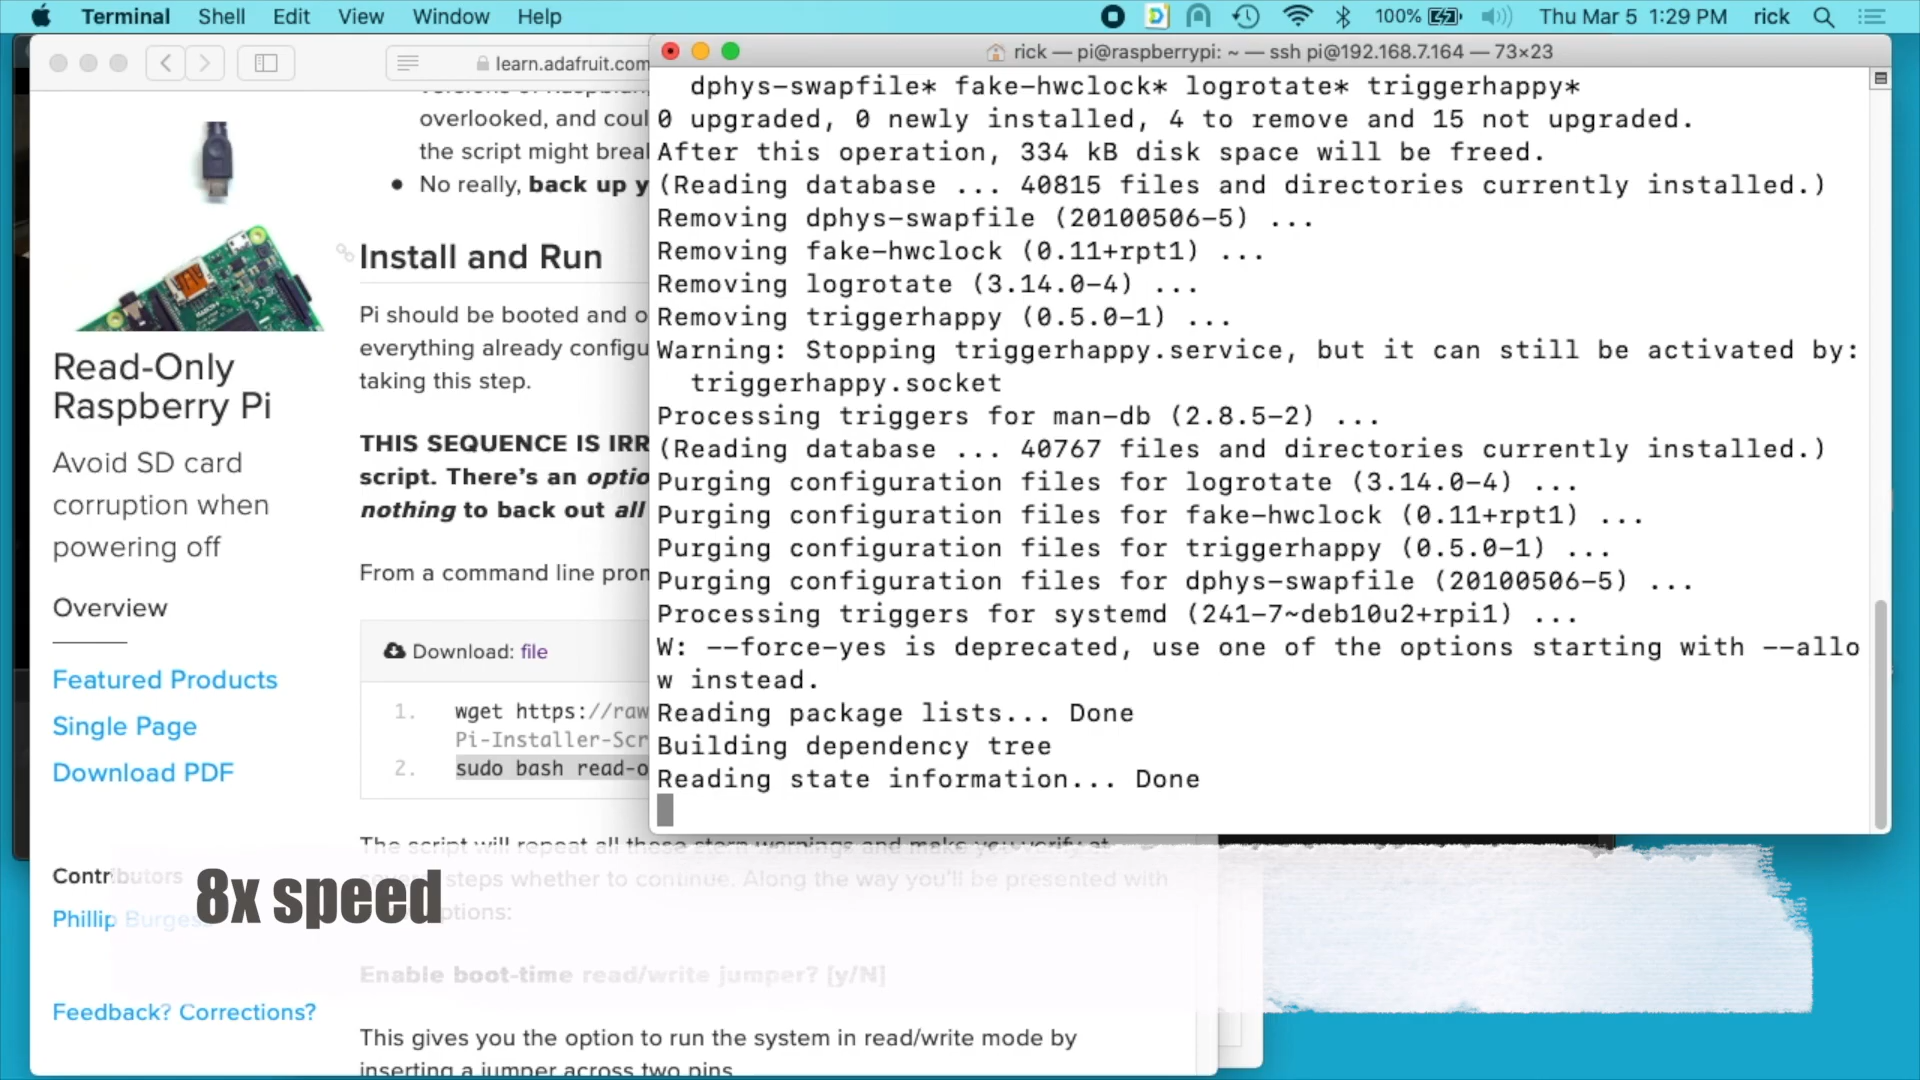 Terminal Shell Edit View Window Help 100% Thu Mar 5 1:29 PM rick
learn.adafruit.com
rick — pi@raspberrypi: ~ — ssh pi@192.168.7.164 — 73×23
overlooked, and coul
the script might brea
No really, back up y
Install and Run
Pi should be booted and o
everything already configu
taking this step.
THIS SEQUENCE IS IRR
script. There's an optio
nothing to back out all
From a command line pron
Download: file
1. wget https://raw
Pi-Installer-Scr
2. sudo bash read-o
The script will repeat all these stern warnings and make you verify at
several steps whether to continue. Along the way you'll be presented with
options:
Enable boot-time read/write jumper? [y/N]
This gives you the option to run the system in read/write mode by
inserting a jumper across two pins
Read-Only
Raspberry Pi
Avoid SD card
corruption when
powering off
Overview
Featured Products
Single Page
Download PDF
Contributors
Phillip Burgess
Feedback? Corrections?
dphys-swapfile* fake-hwclock* logrotate* triggerhappy*
0 upgraded, 0 newly installed, 4 to remove and 15 not upgraded.
After this operation, 334 kB disk space will be freed.
(Reading database ... 40815 files and directories currently installed.)
Removing dphys-swapfile (20100506-5) ...
Removing fake-hwclock (0.11+rpt1) ...
Removing logrotate (3.14.0-4) ...
Removing triggerhappy (0.5.0-1) ...
Warning: Stopping triggerhappy.service, but it can still be activated by:
triggerhappy.socket
Processing triggers for man-db (2.8.5-2) ...
(Reading database ... 40767 files and directories currently installed.)
Purging configuration files for logrotate (3.14.0-4) ...
Purging configuration files for fake-hwclock (0.11+rpt1) ...
Purging configuration files for triggerhappy (0.5.0-1) ...
Purging configuration files for dphys-swapfile (20100506-5) ...
Processing triggers for systemd (241-7~deb10u2+rpi1) ...
W: --force-yes is deprecated, use one of the options starting with --allo
w instead.
Reading package lists... Done
Building dependency tree
Reading state information... Done
8x speed